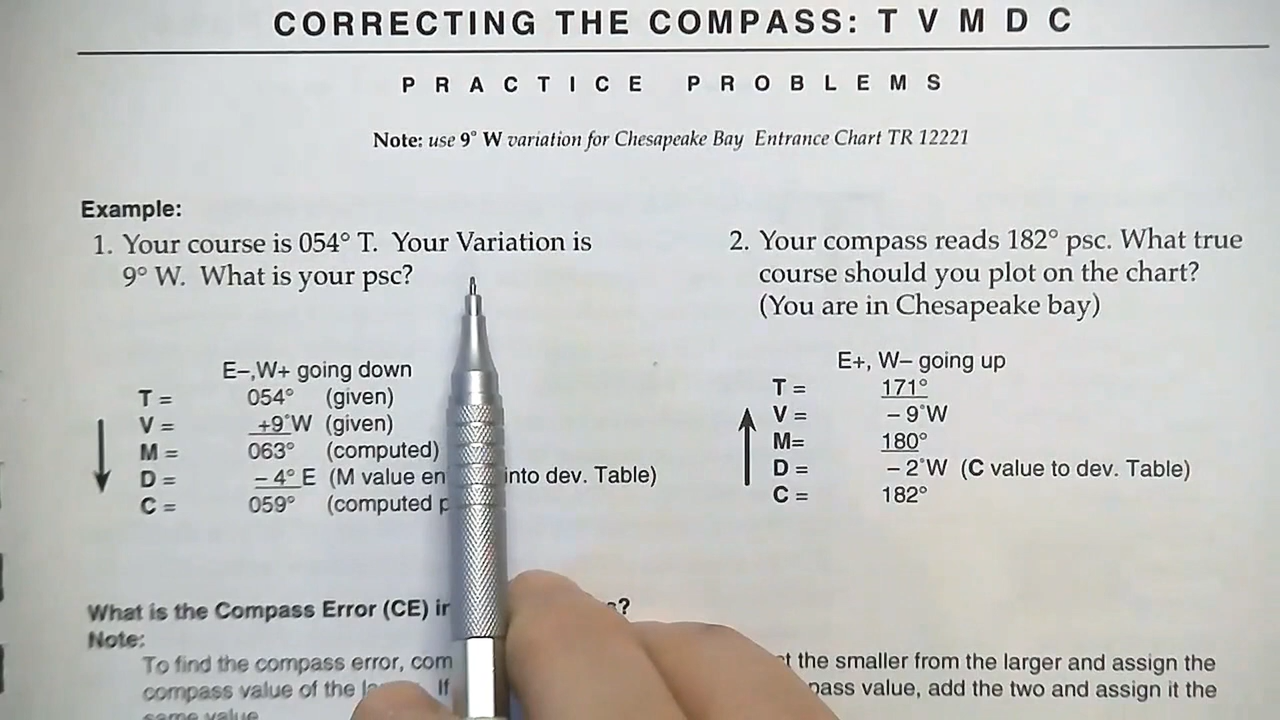 CORRECTING THE COMPASS: T V M D C
PRACTICE PROBLEMS
Note: use 9° W variation for Chesapeake Bay Entrance Chart TR 12221
Example:
1. Your course is 054° T. Your Variation is
9° W. What is your psc?
E–,W+ going down
T = 054° (given)
V = +9°W (given)
M = 063° (computed)
D = – 4° E (M value into dev. Table)
C = 059° (computed
2. Your compass reads 182° psc. What true
course should you plot on the chart?
(You are in Chesapeake bay)
E+, W– going up
T = 171°
V = – 9°W
M= 180°
D = – 2°W (C value to dev. Table)
C = 182°
What is the Compass Error (CE) ?
Note:
To find the compass error, the smaller from the larger and assign the
compass value of the If value, add the two and assign it the
same value